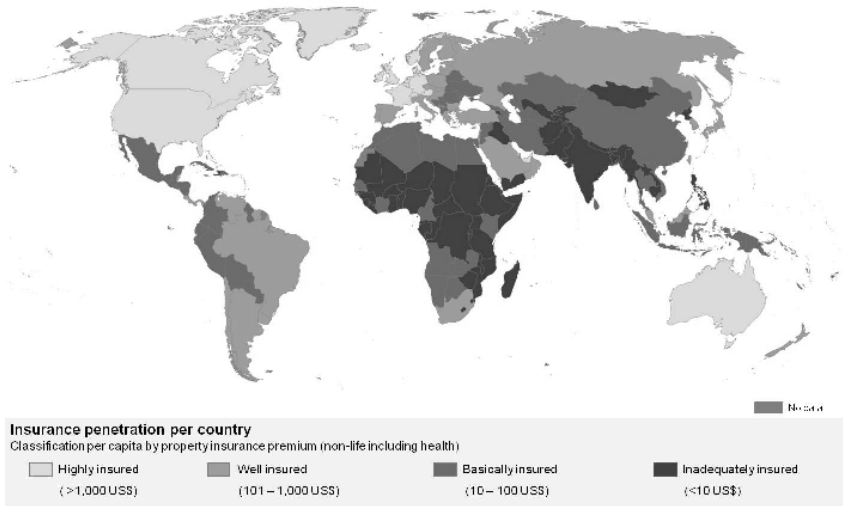 No data
Insurance penetration per country
Classification per capita by property insurance premium (non-life including health)
Highly insured
Well insured
Basically insured
Inadequately insured
( >1,000 US$)
(101 – 1,000 US$)
(10 – 100 US$)
(<10 US$)